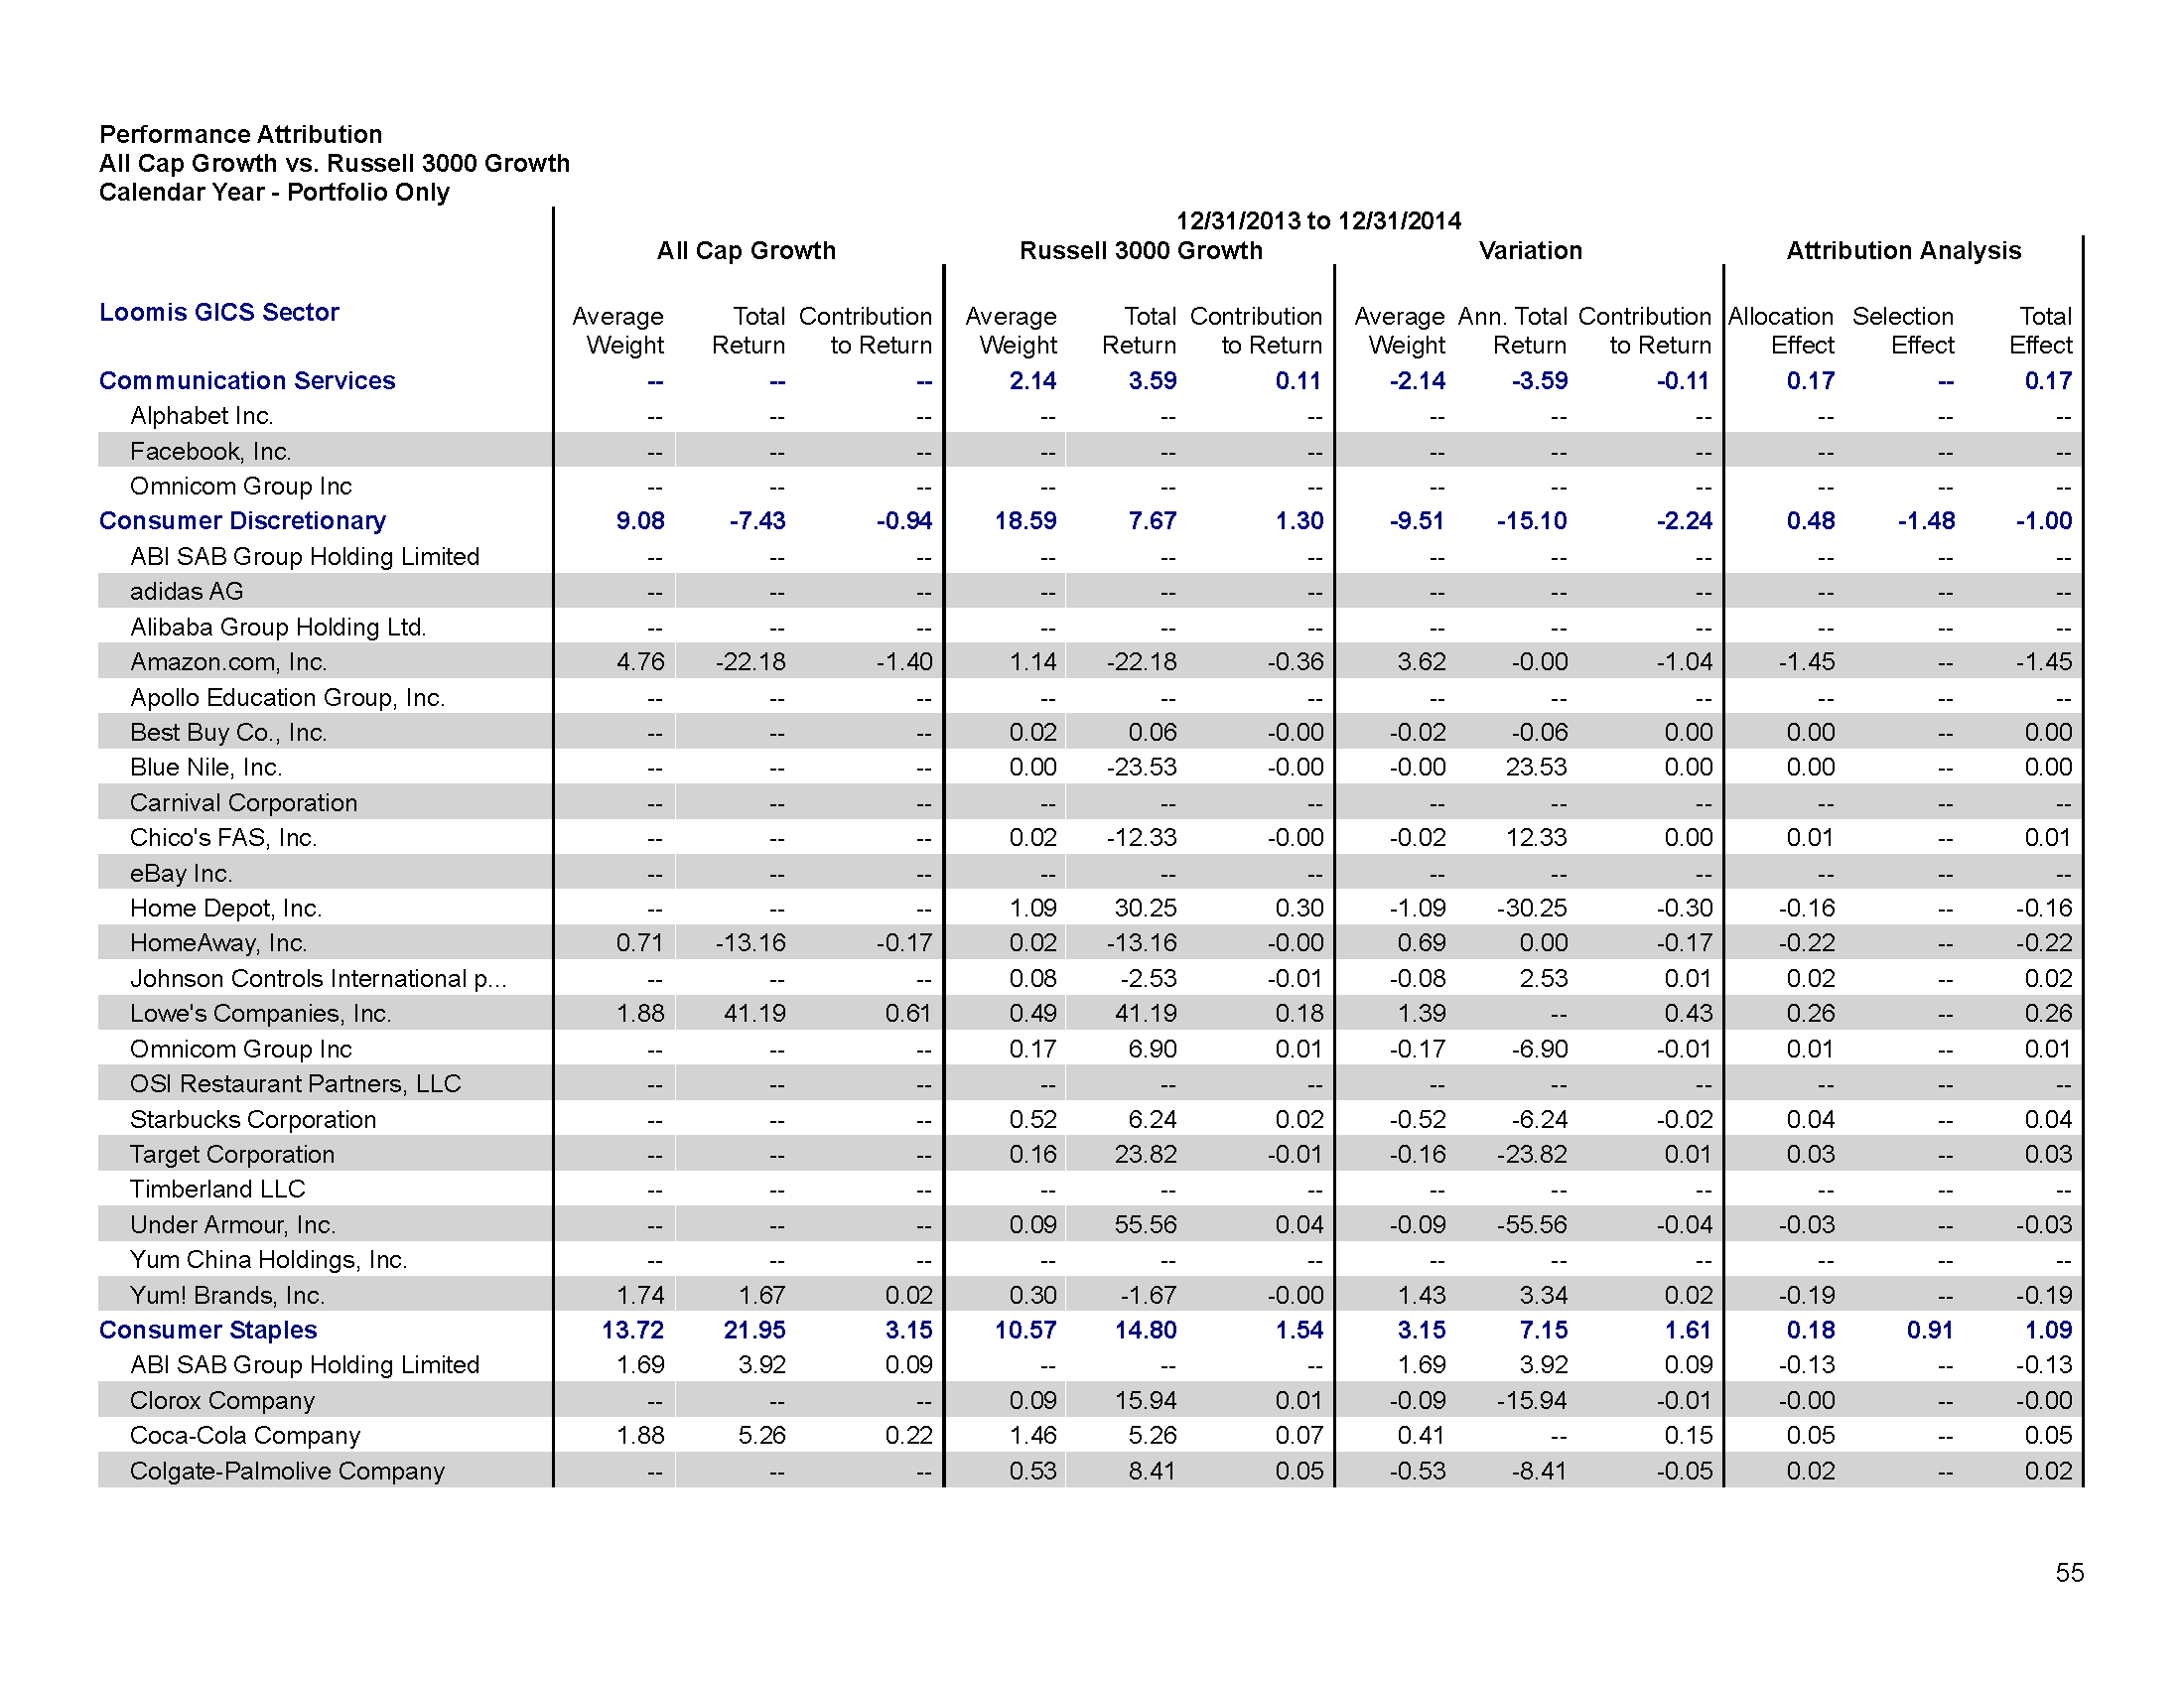 Performance Attribution
All Cap Growth vs. Russell 3000 Growth
Calendar Year - Portfolio Only
12/31/2013 to 12/31/2014
All Cap Growth Russell 3000 Growth Variation Attribution Analysis
Loomis GICS Sector Average Total Contribution Average Total Contribution Average Ann. Total Contribution Allocation Selection Total
Weight Return to Return Weight Return to Return Weight Return to Return Effect Effect Effect
Communication Services -- -- -- 2.14 3.59 0.11 -2.14 -3.59 -0.11 0.17 -- 0.17
Alphabet Inc. -- -- -- -- -- -- -- -- -- -- -- --
Facebook, Inc. -- -- -- -- -- -- -- -- -- -- -- --
Omnicom Group Inc -- -- -- -- -- -- -- -- -- -- -- --
Consumer Discretionary 9.08 -7.43 -0.94 18.59 7.67 1.30 -9.51 -15.10 -2.24 0.48 -1.48 -1.00
ABI SAB Group Holding Limited -- -- -- -- -- -- -- -- -- -- -- --
adidas AG -- -- -- -- -- -- -- -- -- -- -- --
Alibaba Group Holding Ltd. -- -- -- -- -- -- -- -- -- -- -- --
Amazon.com, Inc. 4.76 -22.18 -1.40 1.14 -22.18 -0.36 3.62 -0.00 -1.04 -1.45 -- -1.45
Apollo Education Group, Inc. -- -- -- -- -- -- -- -- -- -- -- --
Best Buy Co., Inc. -- -- -- 0.02 0.06 -0.00 -0.02 -0.06 0.00 0.00 -- 0.00
Blue Nile, Inc. -- -- -- 0.00 -23.53 -0.00 -0.00 23.53 0.00 0.00 -- 0.00
Carnival Corporation -- -- -- -- -- -- -- -- -- -- -- --
Chico's FAS, Inc. -- -- -- 0.02 -12.33 -0.00 -0.02 12.33 0.00 0.01 -- 0.01
eBay Inc. -- -- -- -- -- -- -- -- -- -- -- --
Home Depot, Inc. -- -- -- 1.09 30.25 0.30 -1.09 -30.25 -0.30 -0.16 -- -0.16
HomeAway, Inc. 0.71 -13.16 -0.17 0.02 -13.16 -0.00 0.69 0.00 -0.17 -0.22 -- -0.22
Johnson Controls International p... -- -- -- 0.08 -2.53 -0.01 -0.08 2.53 0.01 0.02 -- 0.02
Lowe's Companies, Inc. 1.88 41.19 0.61 0.49 41.19 0.18 1.39 -- 0.43 0.26 -- 0.26
Omnicom Group Inc -- -- -- 0.17 6.90 0.01 -0.17 -6.90 -0.01 0.01 -- 0.01
OSI Restaurant Partners, LLC -- -- -- -- -- -- -- -- -- -- -- --
Starbucks Corporation -- -- -- 0.52 6.24 0.02 -0.52 -6.24 -0.02 0.04 -- 0.04
Target Corporation -- -- -- 0.16 23.82 -0.01 -0.16 -23.82 0.01 0.03 -- 0.03
Timberland LLC -- -- -- -- -- -- -- -- -- -- -- --
Under Armour, Inc. -- -- -- 0.09 55.56 0.04 -0.09 -55.56 -0.04 -0.03 -- -0.03
Yum China Holdings, Inc. -- -- -- -- -- -- -- -- -- -- -- --
Yum! Brands, Inc. 1.74 1.67 0.02 0.30 -1.67 -0.00 1.43 3.34 0.02 -0.19 -- -0.19
Consumer Staples 13.72 21.95 3.15 10.57 14.80 1.54 3.15 7.15 1.61 0.18 0.91 1.09
ABI SAB Group Holding Limited 1.69 3.92 0.09 -- -- -- 1.69 3.92 0.09 -0.13 -- -0.13
Clorox Company -- -- -- 0.09 15.94 0.01 -0.09 -15.94 -0.01 -0.00 -- -0.00
Coca-Cola Company 1.88 5.26 0.22 1.46 5.26 0.07 0.41 -- 0.15 0.05 -- 0.05
Colgate-Palmolive Company -- -- -- 0.53 8.41 0.05 -0.53 -8.41 -0.05 0.02 -- 0.02
55